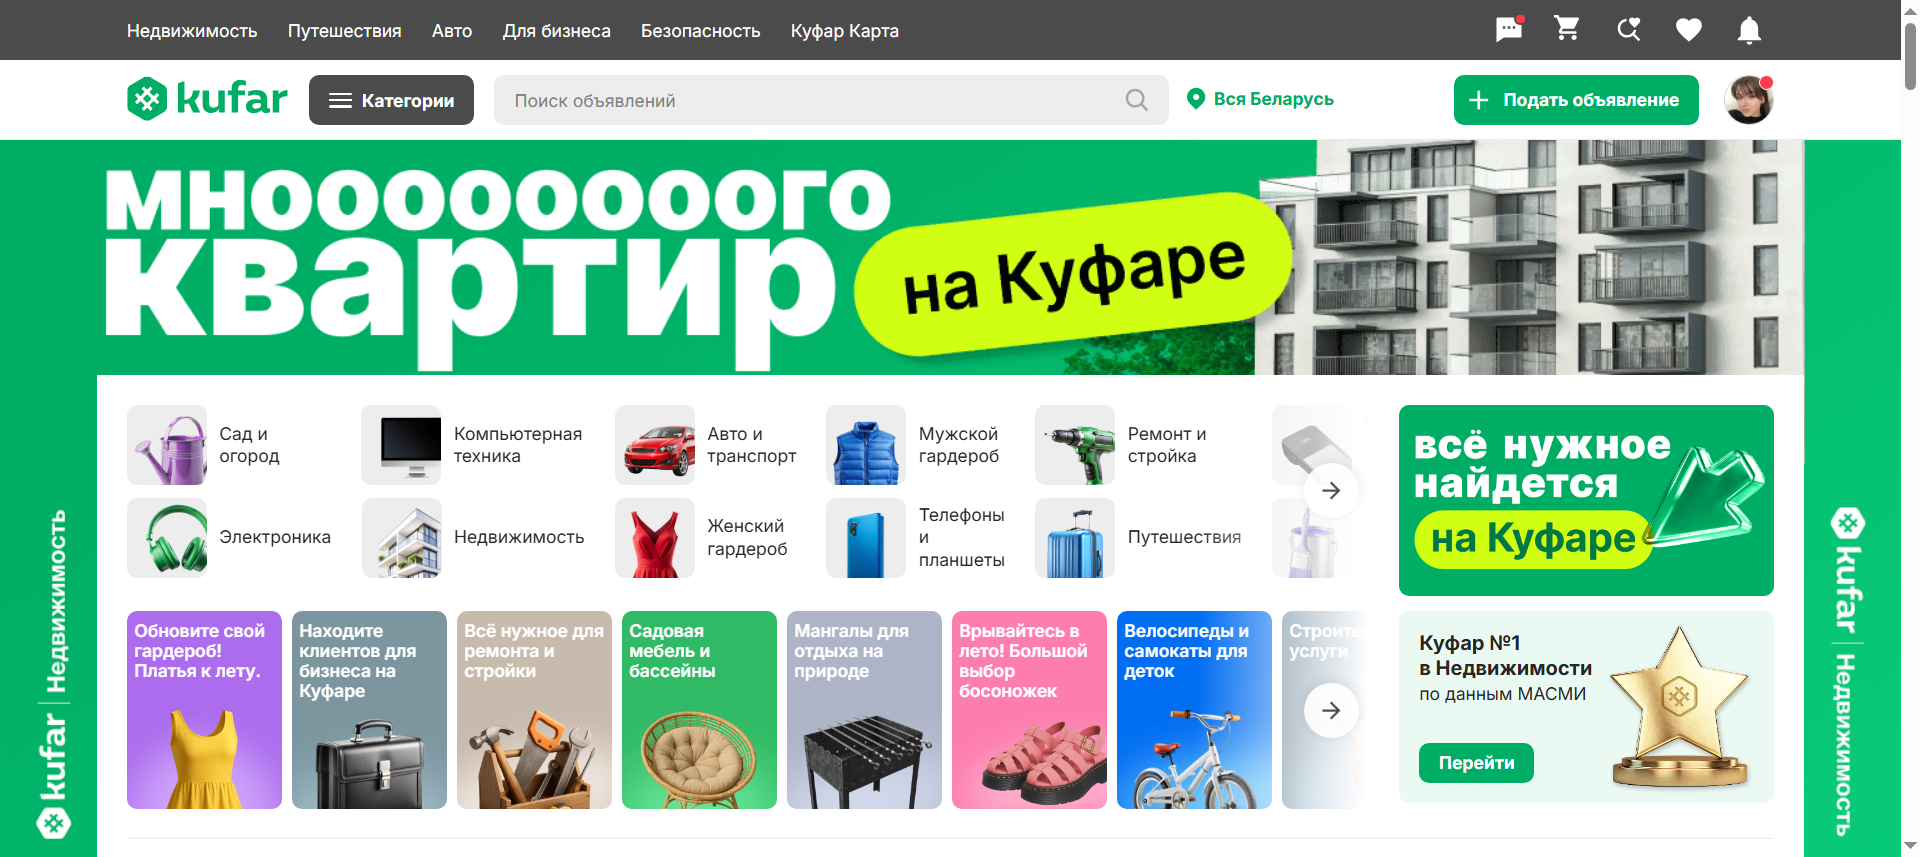 Недвижимость
Путешествия
Авто
Для бизнеса
Безопасность
Куфар Карта
kufar
Категории
Поиск объявлений
Вся Беларусь
Подать объявление
мнооооооооого
квартир
на Куфаре
Сад и
огород
Компьютерная
техника
Авто и
транспорт
Мужской
гардероб
Ремонт и
стройка
Электроника
Недвижимость
Женский
гардероб
Телефоны
и
планшеты
Путешествия
всё нужное
найдется
на Куфаре
Обновите свой
гардероб!
Платья к лету.
Находите
клиентов для
бизнеса на
Куфаре
Всё нужное для
ремонта и
стройки
Садовая
мебель и
бассейны
Мангалы для
отдыха на
природе
Врывайтесь в
лето! Большой
выбор
босоножек
Велосипеды и
самокаты для
деток
услуги
Куфар №1
в Недвижимости
по данным МАСМИ
Перейти
kufar | Недвижимость
kufar | Недвижимость